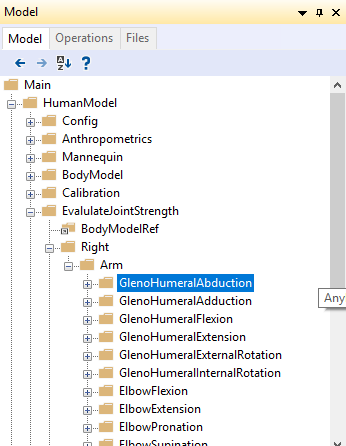 Model
Model Operations Files
Main
HumanModel
Config
Anthropometrics
Mannequin
BodyModel
Calibration
EvalulateJointStrength
BodyModelRef
Right
Arm
GlenoHumeralAbduction
GlenoHumeralAdduction
GlenoHumeralFlexion
GlenoHumeralExtension
GlenoHumeralExternalRotation
GlenoHumeralInternalRotation
ElbowFlexion
ElbowExtension
ElbowPronation
ElbowSupination
Any